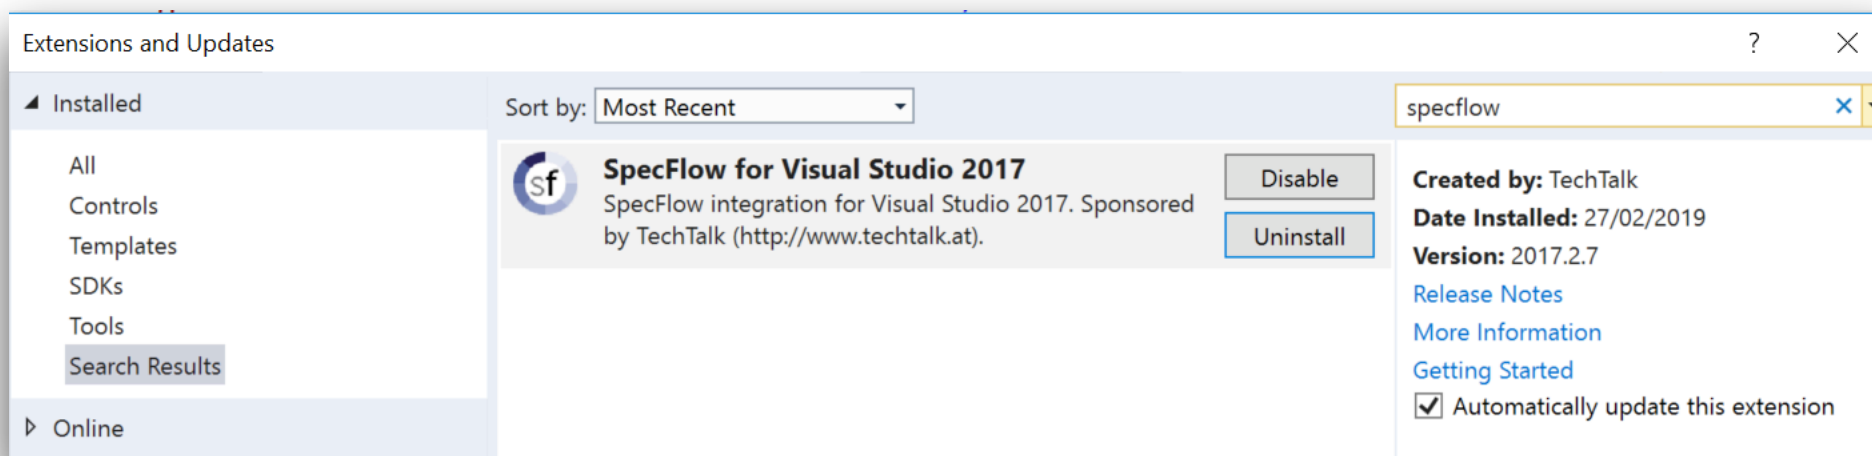 Extensions and Updates
?
Installed
Sort by: Most Recent
specflow
All
Controls
Templates
SDKs
Tools
Search Results
Online
sf
SpecFlow for Visual Studio 2017
SpecFlow integration for Visual Studio 2017. Sponsored
by TechTalk (http://www.techtalk.at).
Disable
Uninstall
Created by: TechTalk
Date Installed: 27/02/2019
Version: 2017.2.7
Release Notes
More Information
Getting Started
Automatically update this extension